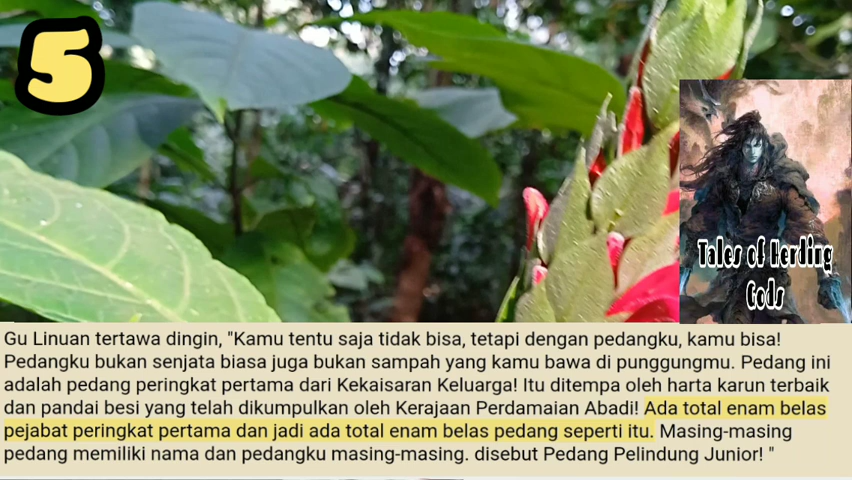 5
Tales of Herding
Gods
Gu Linuan tertawa dingin, "Kamu tentu saja tidak bisa, tetapi dengan pedangku, kamu bisa!
Pedangku bukan senjata biasa juga bukan sampah yang kamu bawa di punggungmu. Pedang ini
adalah pedang peringkat pertama dari Kekaisaran Keluarga! Itu ditempa oleh harta karun terbaik
dan pandai besi yang telah dikumpulkan oleh Kerajaan Perdamaian Abadi! Ada total enam belas
pejabat peringkat pertama dan jadi ada total enam belas pedang seperti itu. Masing-masing
pedang memiliki nama dan pedangku masing-masing. disebut Pedang Pelindung Junior! "